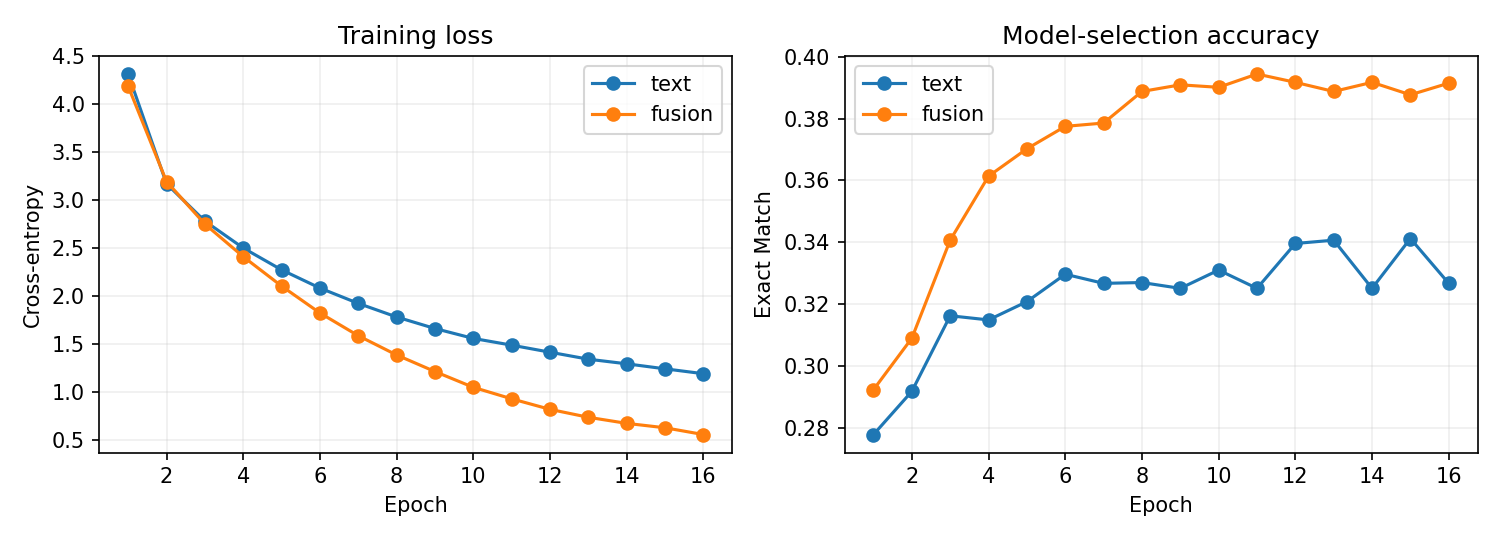 Training loss
4.5
4.0
3.5
3.0
2.5
2.0
1.5
1.0
0.5
Cross-entropy
text
fusion
2 4 6 8 10 12 14 16
Epoch
Model-selection accuracy
0.40
0.38
0.36
0.34
0.32
0.30
0.28
Exact Match
text
fusion
2 4 6 8 10 12 14 16
Epoch